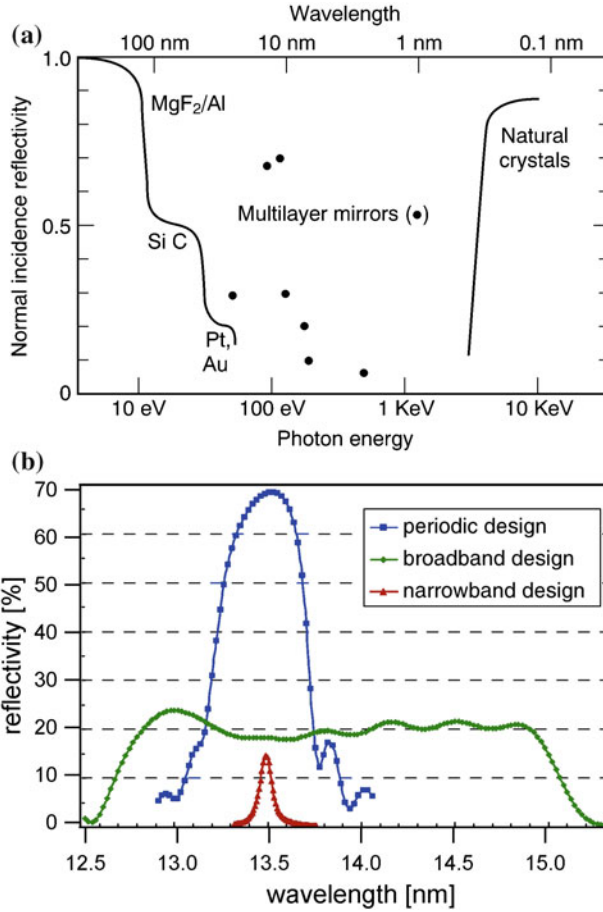 (a)
Wavelength
100 nm 10 nm 1 nm 0.1 nm
Normal incidence reflectivity
1.0
0.5
0
MgF2/Al
Si C
Pt,
Au
Multilayer mirrors (•)
Natural
crystals
10 eV 100 eV 1 KeV 10 KeV
Photon energy
(b)
reflectivity [%]
70
60
50
40
30
20
10
0
periodic design
broadband design
narrowband design
12.5 13.0 13.5 14.0 14.5 15.0
wavelength [nm]